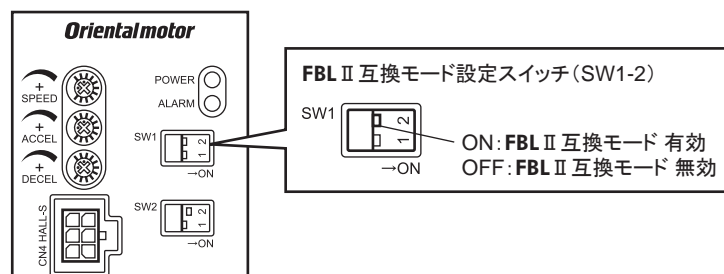 Orientalmotor
+
SPEED
+
ACCEL
+
DECEL
POWER
ALARM
SW1
1 2
→ON
SW2
1 2
→ON
CN4 HALL-S
FBLⅡ互換モード設定スイッチ(SW1-2)
SW1
1 2
→ON
ON:FBLⅡ互換モード 有効
OFF:FBLⅡ互換モード 無効